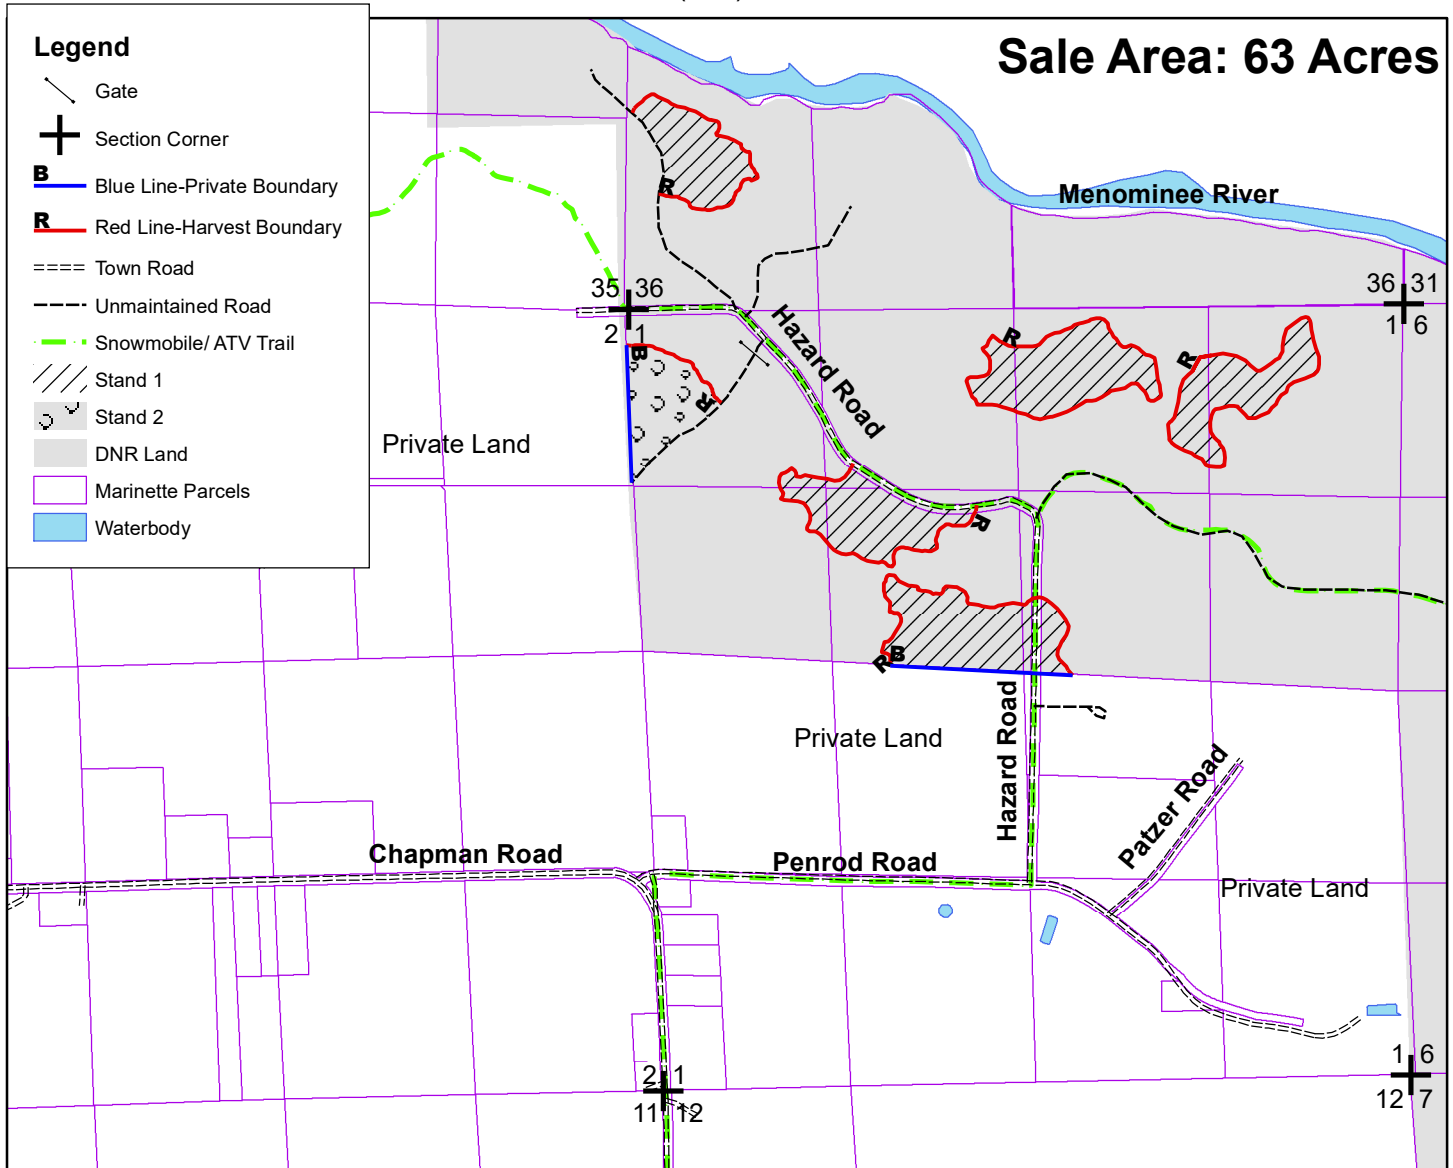 Legend
Gate
Section Corner
B
Blue Line-Private Boundary
R
Red Line-Harvest Boundary
Town Road
Unmaintained Road
Snowmobile/ ATV Trail
Stand 1
Stand 2
DNR Land
Marinette Parcels
Waterbody
Sale Area: 63 Acres
Menominee River
R
35 36
2 1
36 31
1 6
B
R
Hazard Road
R
R
Private Land
R
R B
Hazard Road
Private Land
Patzer Road
Chapman Road
Penrod Road
Private Land
2 1
11 12
1 6
12 7